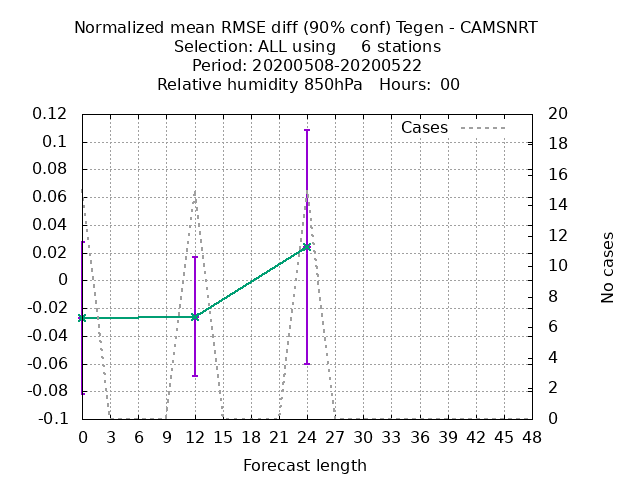 Normalized mean RMSE diff (90% conf) Tegen - CAMSNRT
Selection: ALL using     6 stations
Period: 20200508-20200522
Relative humidity 850hPa   Hours:  00
Cases
0.12
0.1
0.08
0.06
0.04
0.02
0
-0.02
-0.04
-0.06
-0.08
-0.1
20
18
16
14
12
10
8
6
4
2
0
No cases
0 3 6 9 12 15 18 21 24 27 30 33 36 39 42 45 48
Forecast length